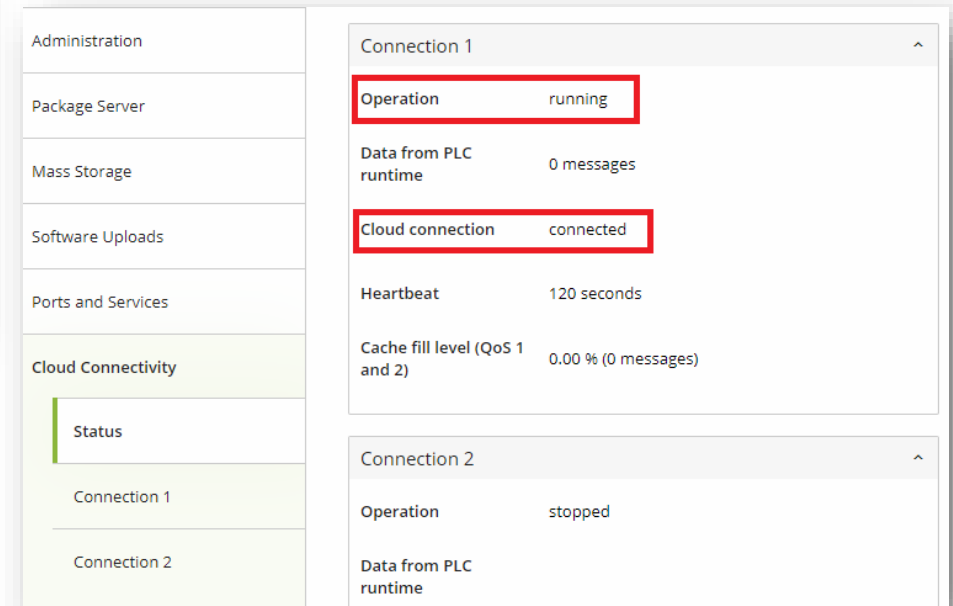 Administration
Package Server
Mass Storage
Software Uploads
Ports and Services
Cloud Connectivity
Status
Connection 1
Connection 2
Connection 1
Operation running
Data from PLC
runtime
0 messages
Cloud connection connected
Heartbeat 120 seconds
Cache fill level (QoS 1
and 2)
0.00 % (0 messages)
Connection 2
Operation stopped
Data from PLC
runtime